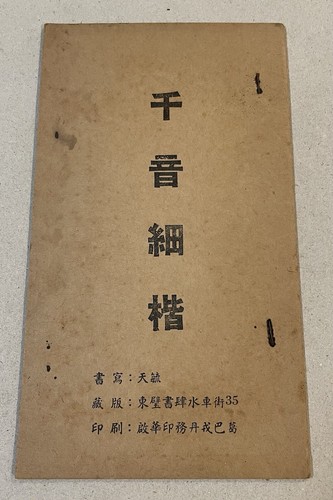 千音細楷
書寫：天毓
藏版：東壁書肆水車街35
印刷：啟華印務丹戎巴葛